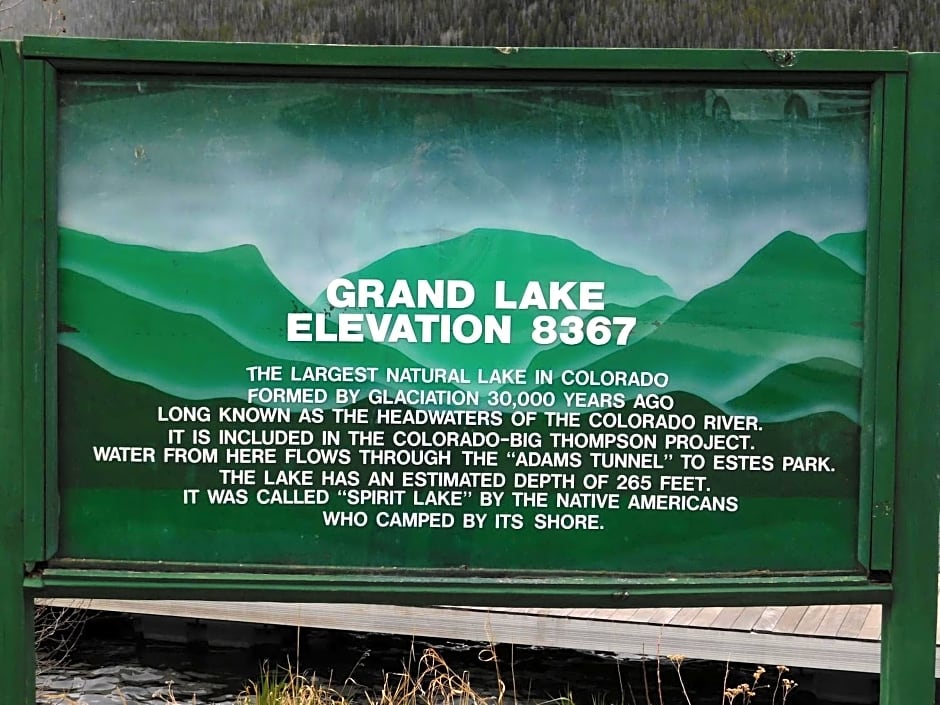 GRAND LAKE
ELEVATION 8367
THE LARGEST NATURAL LAKE IN COLORADO
FORMED BY GLACIATION 30,000 YEARS AGO
LONG KNOWN AS THE HEADWATERS OF THE COLORADO RIVER.
IT IS INCLUDED IN THE COLORADO-BIG THOMPSON PROJECT.
WATER FROM HERE FLOWS THROUGH THE "ADAMS TUNNEL" TO ESTES PARK.
THE LAKE HAS AN ESTIMATED DEPTH OF 265 FEET.
IT WAS CALLED "SPIRIT LAKE" BY THE NATIVE AMERICANS
WHO CAMPED BY ITS SHORE.